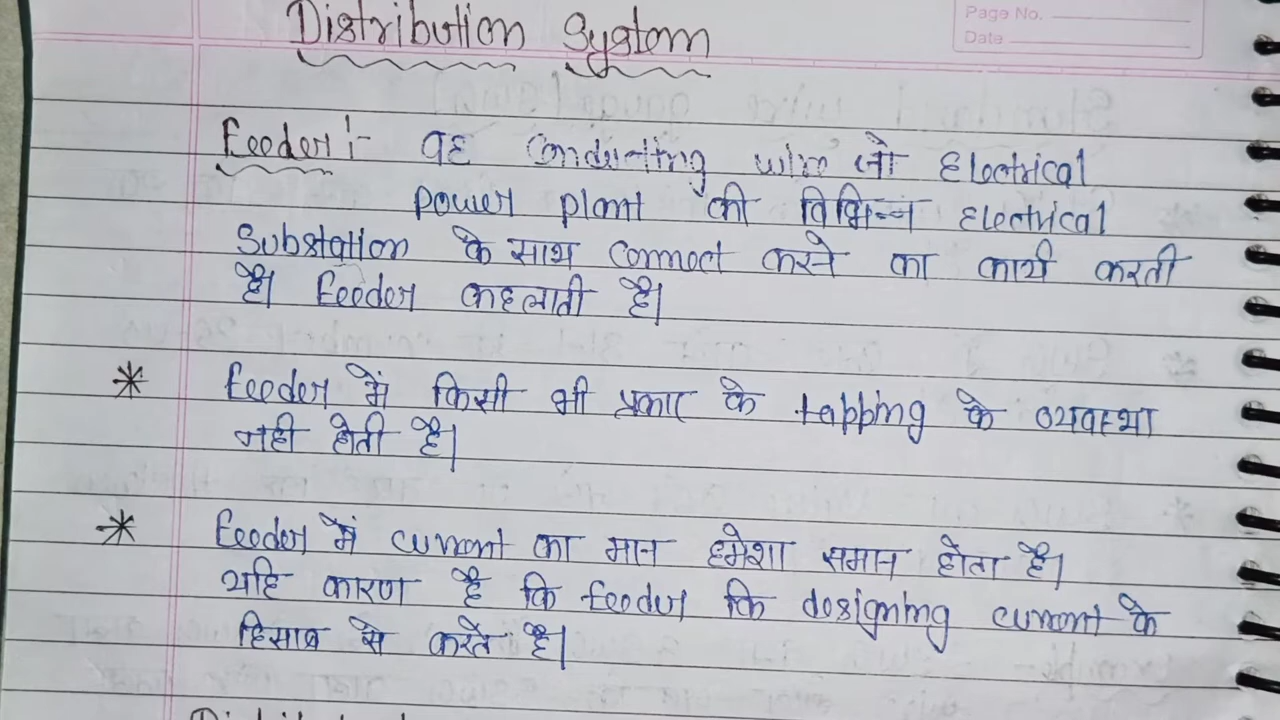 Page No.
Date
Distribution System
Feeder :- वह Conducting wire जो Electrical
Power plant को विभिन्न Electrical
Substation के साथ Connect करने का कार्य करती
है। feeder कहलाती है।
* feeder में किसी भी प्रकार के tapping के व्यवस्था
नही होती है।
* feeder में current का मान हमेशा समान होता है।
यहि कारण है कि feeder कि designing current के
हिसाब से करते है।